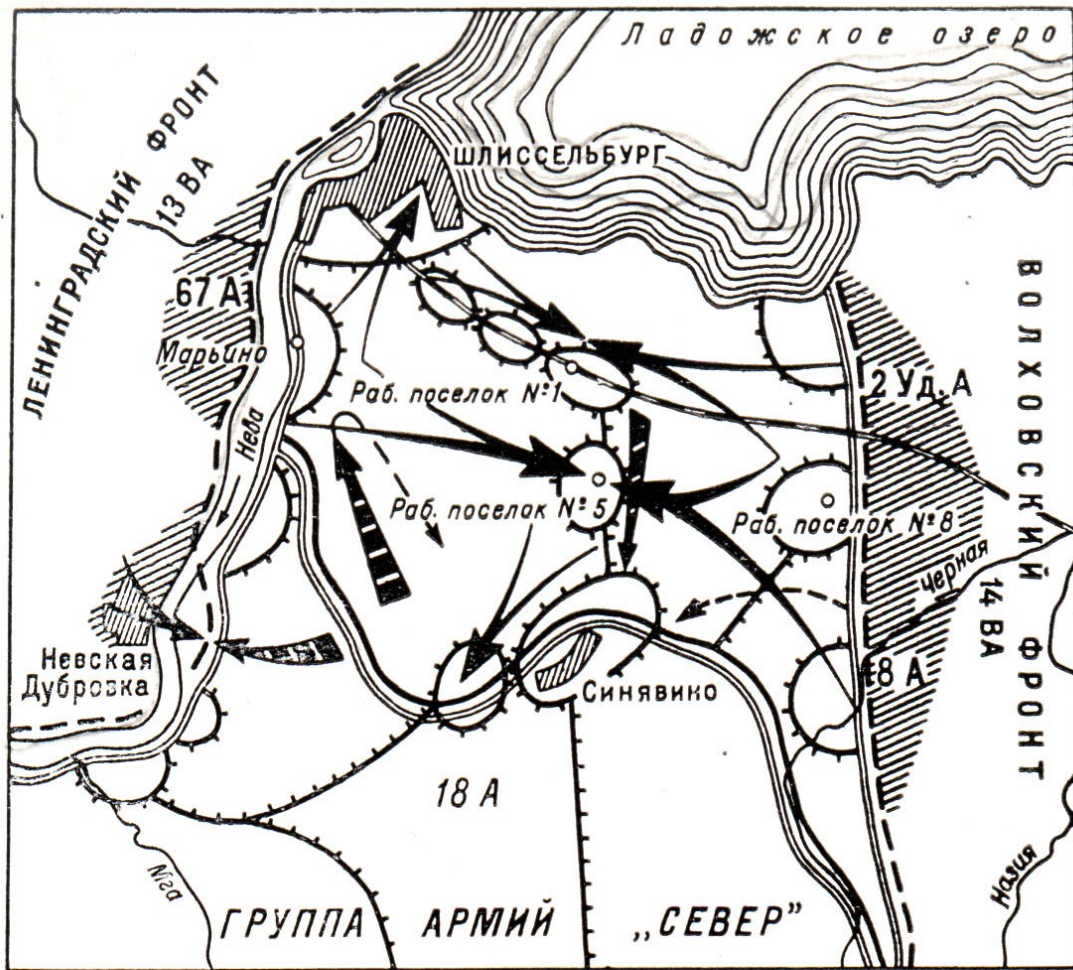 Ладожское озеро
ЛЕНИНГРАДСКИЙ ФРОНТ
13 ВА
ШЛИССЕЛЬБУРГ
67 А
Марьино
Нева
Раб. поселок №1
2 Уд. А
ВОЛХОВСКИЙ ФРОНТ
14 ВА
Раб. поселок №5
Раб. поселок №8
Черная
Невская
Дубровка
Синявино
8 А
18 А
Мга
Назия
ГРУППА АРМИЙ „СЕВЕР"